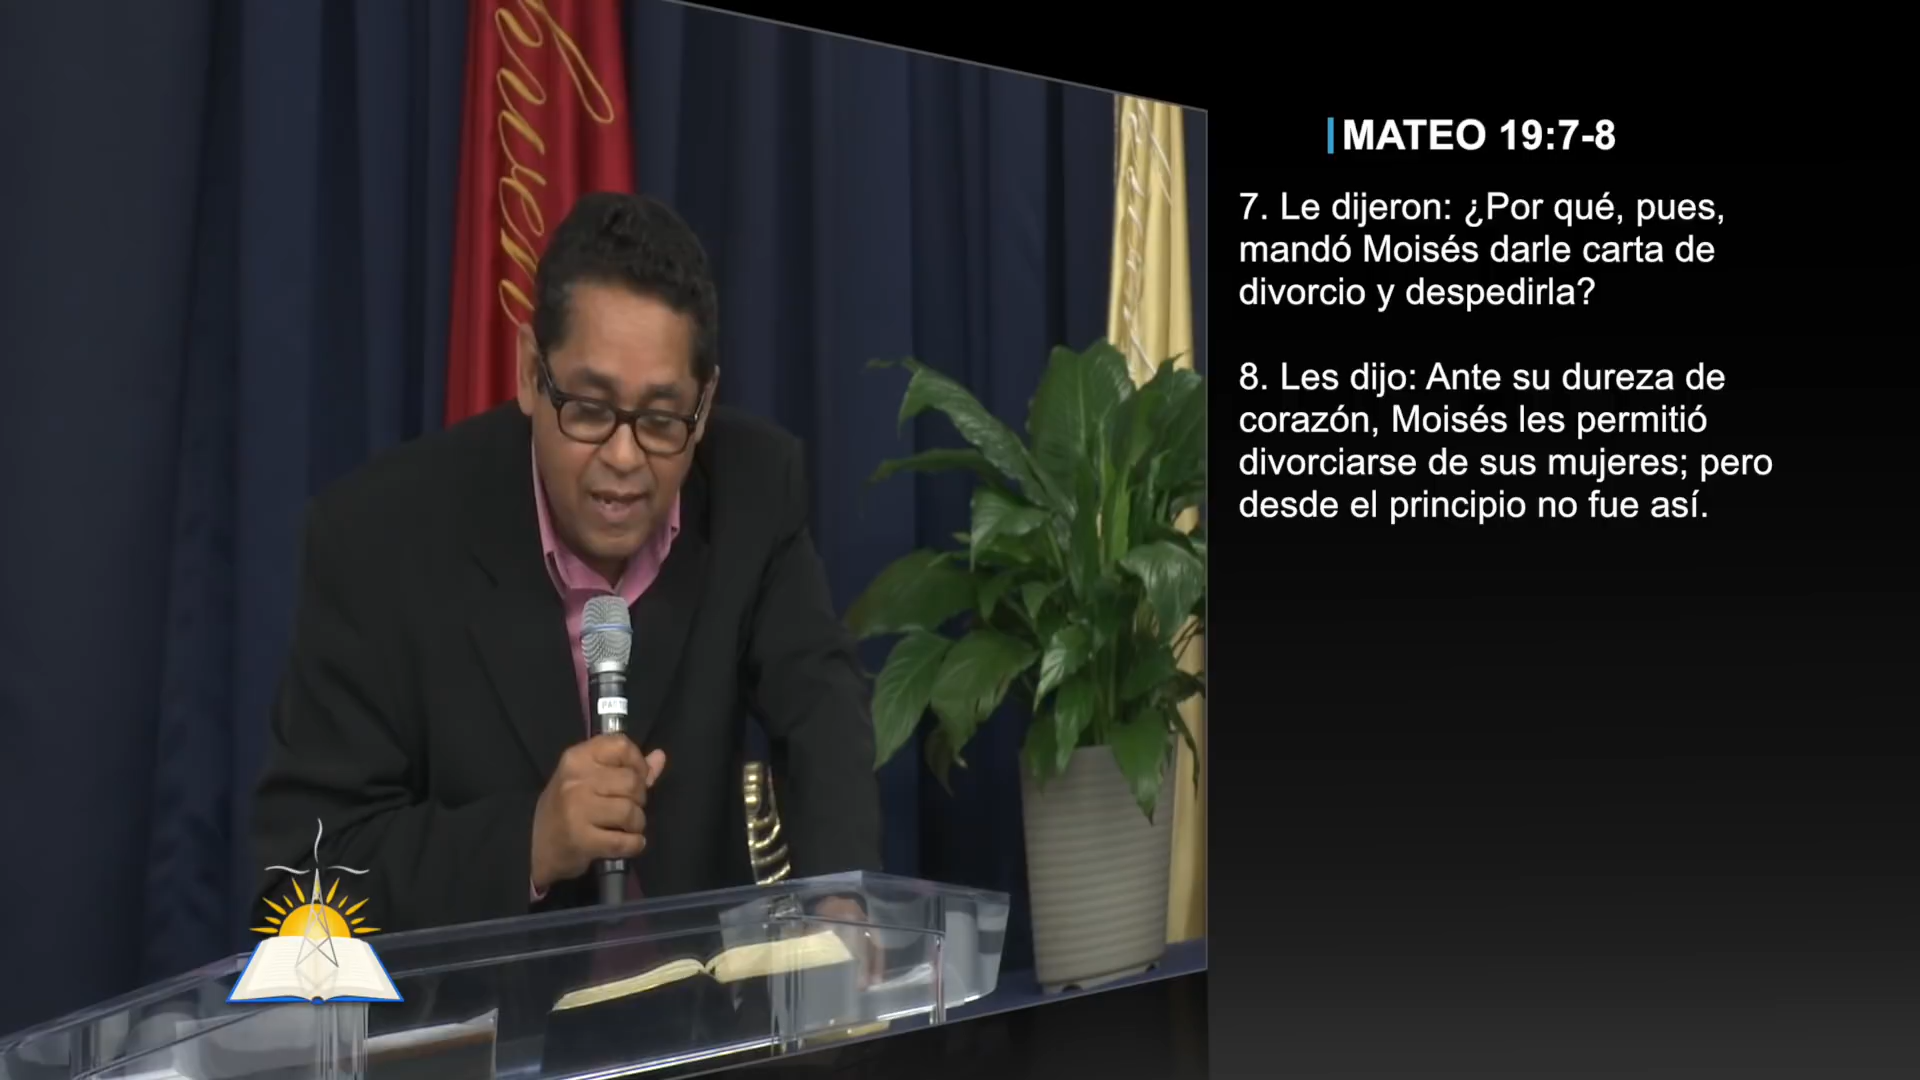 MATEO 19:7-8
7. Le dijeron: ¿Por qué, pues,
mandó Moisés darle carta de
divorcio y despedirla?
8. Les dijo: Ante su dureza de
corazón, Moisés les permitió
divorciarse de sus mujeres; pero
desde el principio no fue así.